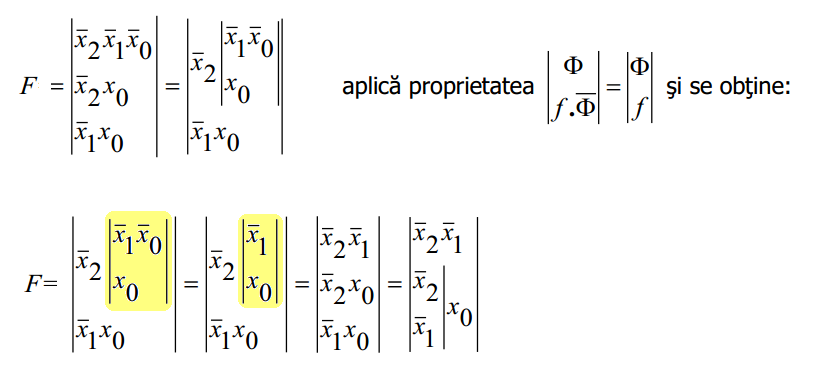 F = |x̄₂x̄₁x̄₀ ; x̄₂x₀ ; x̄₁x₀| = |x̄₂ |x̄₁x̄₀ ; x₀| ; x̄₁x₀| aplică proprietatea |Φ ; f.Φ̄| = |Φ ; f| şi se obţine:
F= |x̄₂ |x̄₁x̄₀ ; x₀| ; x̄₁x₀| = |x̄₂ |x̄₁ ; x₀| ; x̄₁x₀| = |x̄₂x̄₁ ; x̄₂x₀ ; x̄₁x₀| = |x̄₂x̄₁ ; x̄₂ ; x̄₁ | x₀|